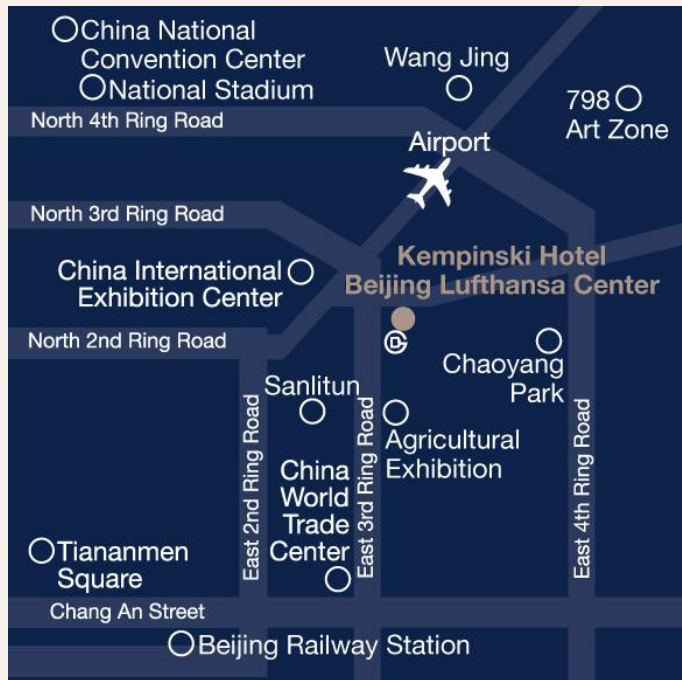 China National
Convention Center
National Stadium
Wang Jing
798
Art Zone
North 4th Ring Road
Airport
North 3rd Ring Road
Kempinski Hotel
Beijing Lufthansa Center
China International
Exhibition Center
North 2nd Ring Road
Chaoyang
Park
Sanlitun
Agricultural
Exhibition
East 2nd Ring Road
China
World
Trade
Center
East 3rd Ring Road
East 4th Ring Road
Tiananmen
Square
Chang An Street
Beijing Railway Station